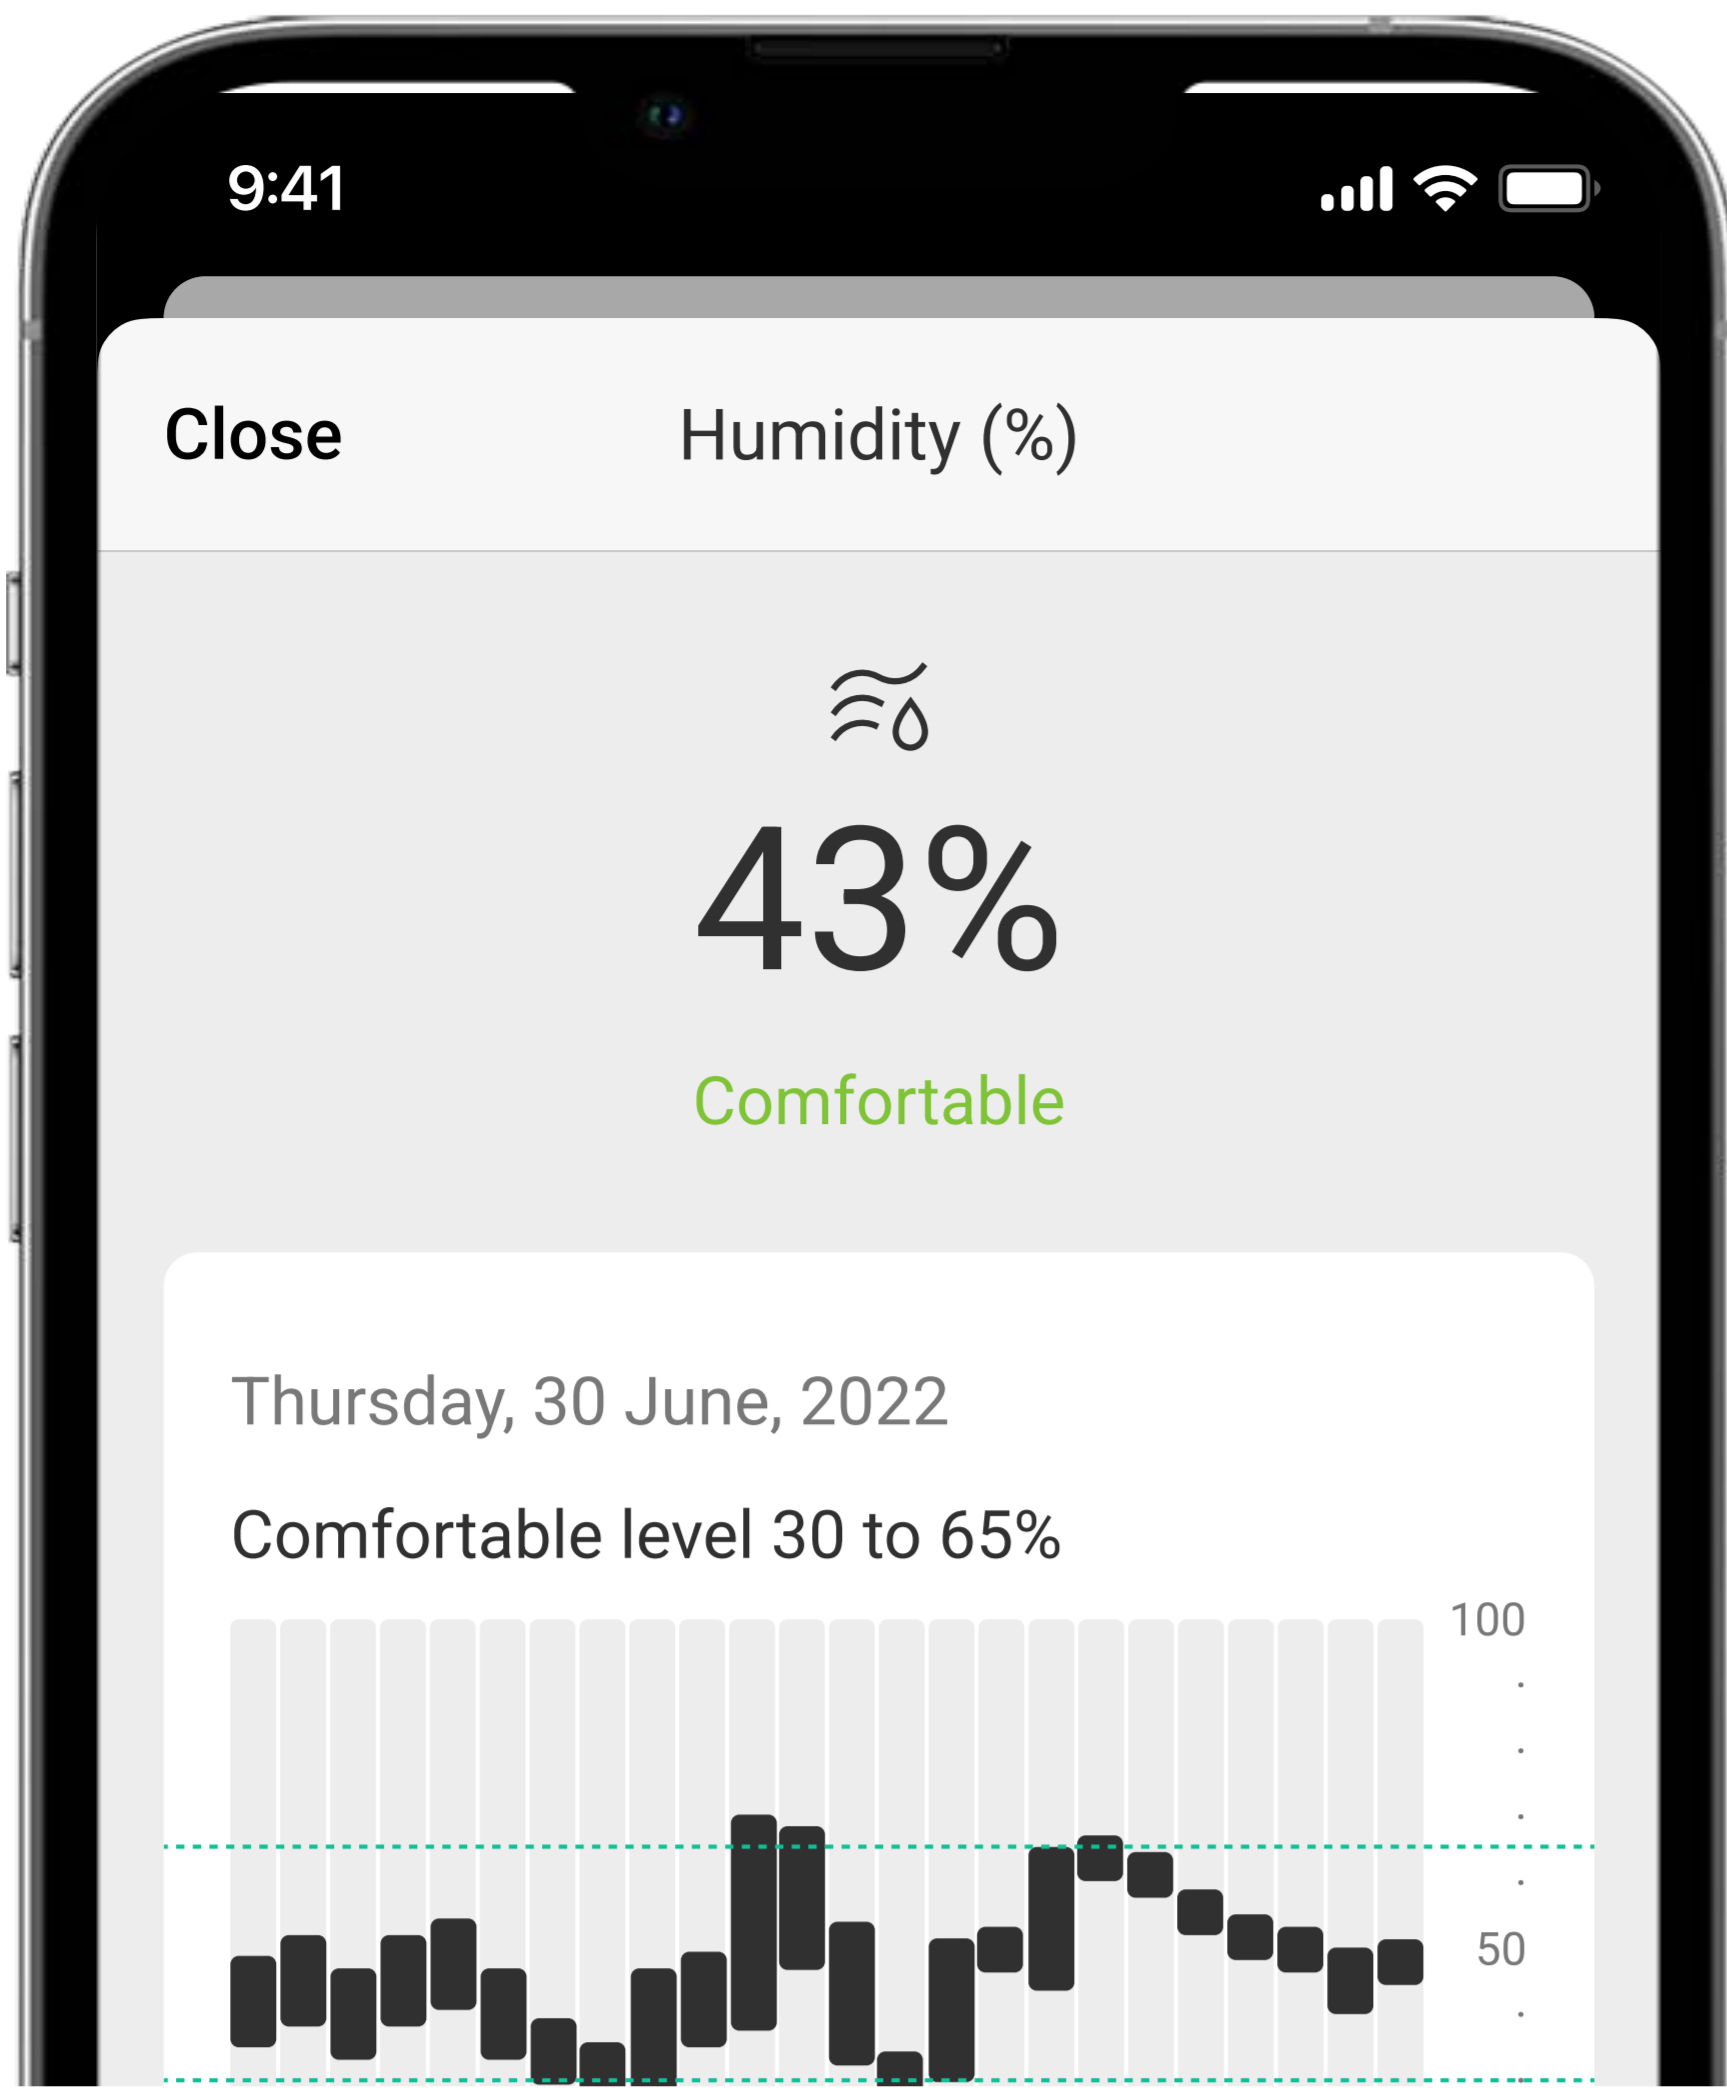 9:41
Close
Humidity (%)
43%
Comfortable
Thursday, 30 June, 2022
Comfortable level 30 to 65%
100
50